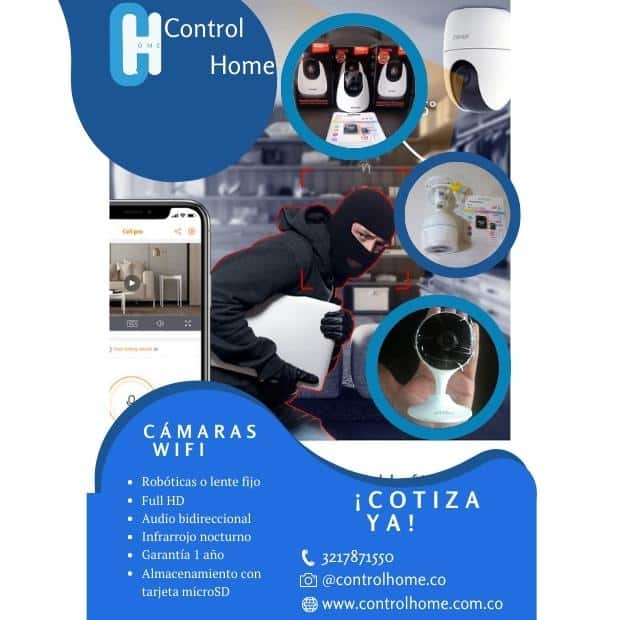 Control
HOME
Home
CÁMARAS
WIFI
• Robóticas o lente fijo
• Full HD
• Audio bidireccional
• Infrarrojo nocturno
• Garantía 1 año
• Almacenamiento con
tarjeta microSD
¡COTIZA
YA!
3217871550
@controlhome.co
www.controlhome.com.co